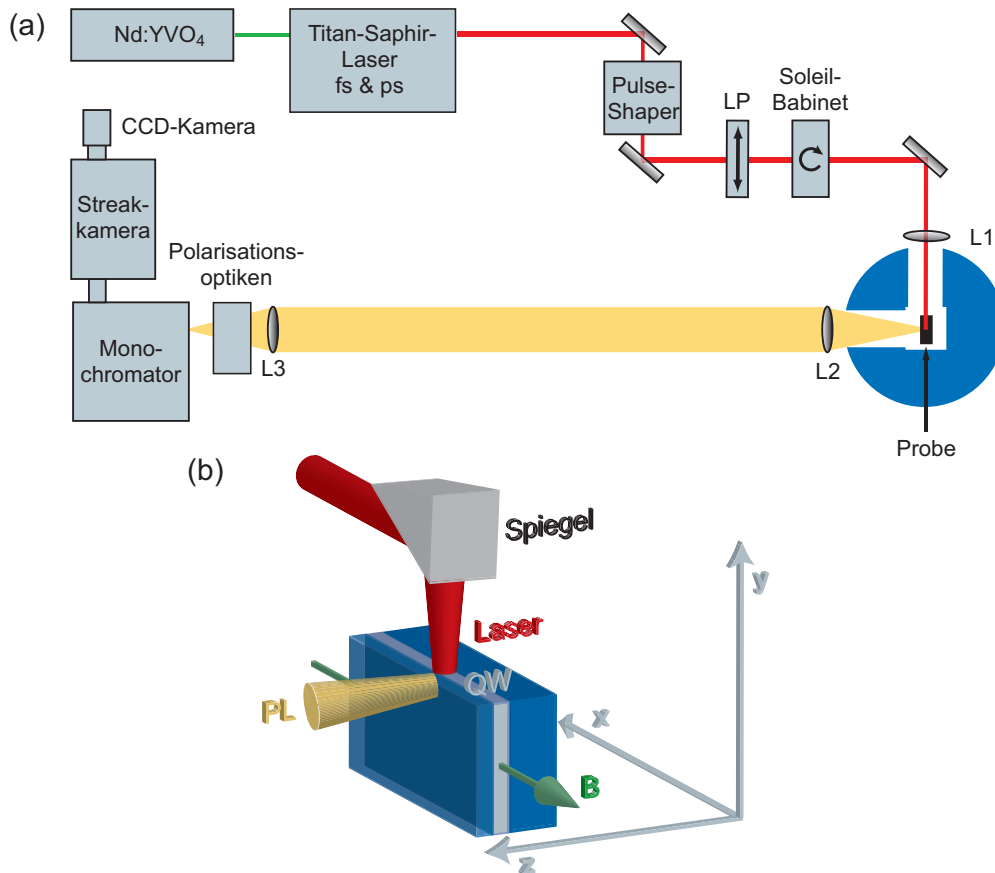 (a)
Nd:YVO4
Titan-Saphir-
Laser
fs & ps
Pulse-
Shaper
LP
Soleil-
Babinet
CCD-Kamera
Streak-
kamera
Polarisations-
optiken
Mono-
chromator
L3
L2
L1
Probe
(b)
Spiegel
Laser
QW
PL
B
x
y
z